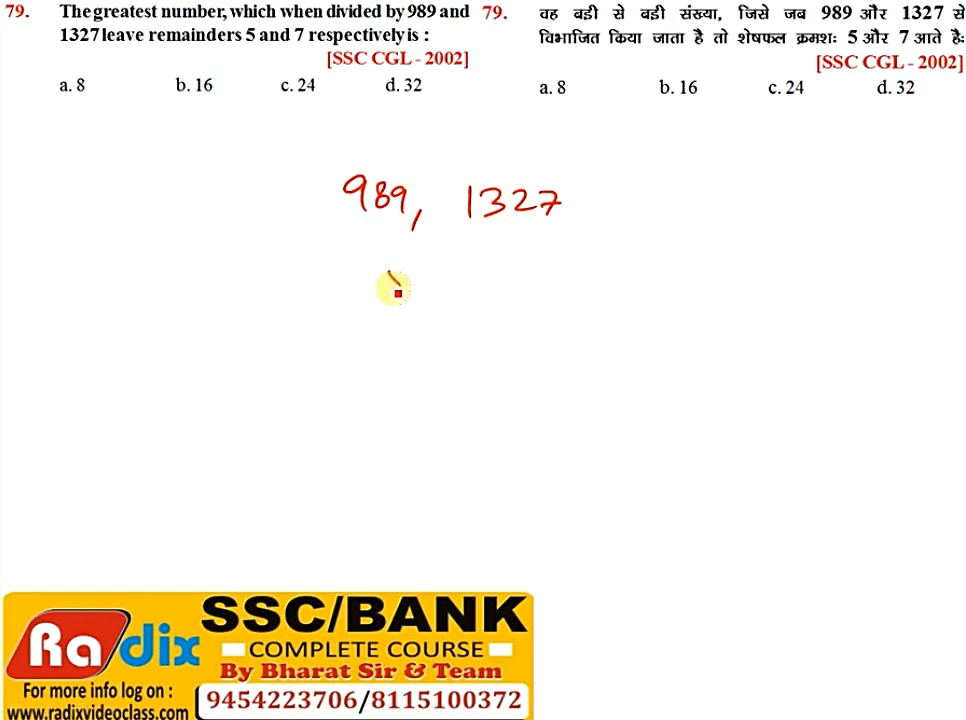 79. The greatest number, which when divided by 989 and
1327 leave remainders 5 and 7 respectively is :
[SSC CGL - 2002]
a. 8 b. 16 c. 24 d. 32
79. वह बडी से बडी संख्या, जिसे जब 989 और 1327 से
विभाजित किया जाता है तो शेषफल क्रमशः 5 और 7 आते हैः
[SSC CGL - 2002]
a. 8 b. 16 c. 24 d. 32
989, 1327
Radix
For more info log on :
www.radixvideoclass.com
SSC/BANK
COMPLETE COURSE
By Bharat Sir & Team
9454223706/8115100372